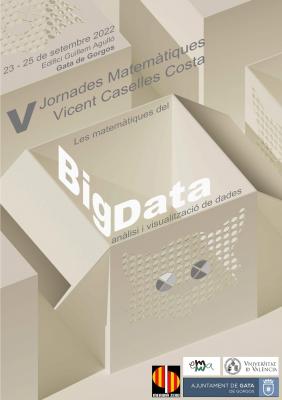 23 - 25 de setembre 2022
Edifici Guillem Agulló
Gata de Gorgos
V Jornades Matemàtiques
Vicent Caselles Costa
Les matemàtiques del
BigData
anàlisi i visualització de dades
VNIVERSITAT
DE VALÈNCIA
AJUNTAMENT DE GATA
DE GORGOS